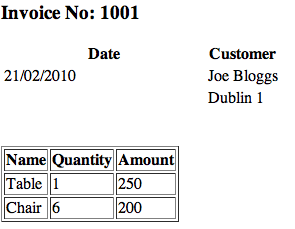 Invoice No: 1001
Date Customer
21/02/2010 Joe Bloggs
Dublin 1
Name Quantity Amount
Table 1 250
Chair 6 200